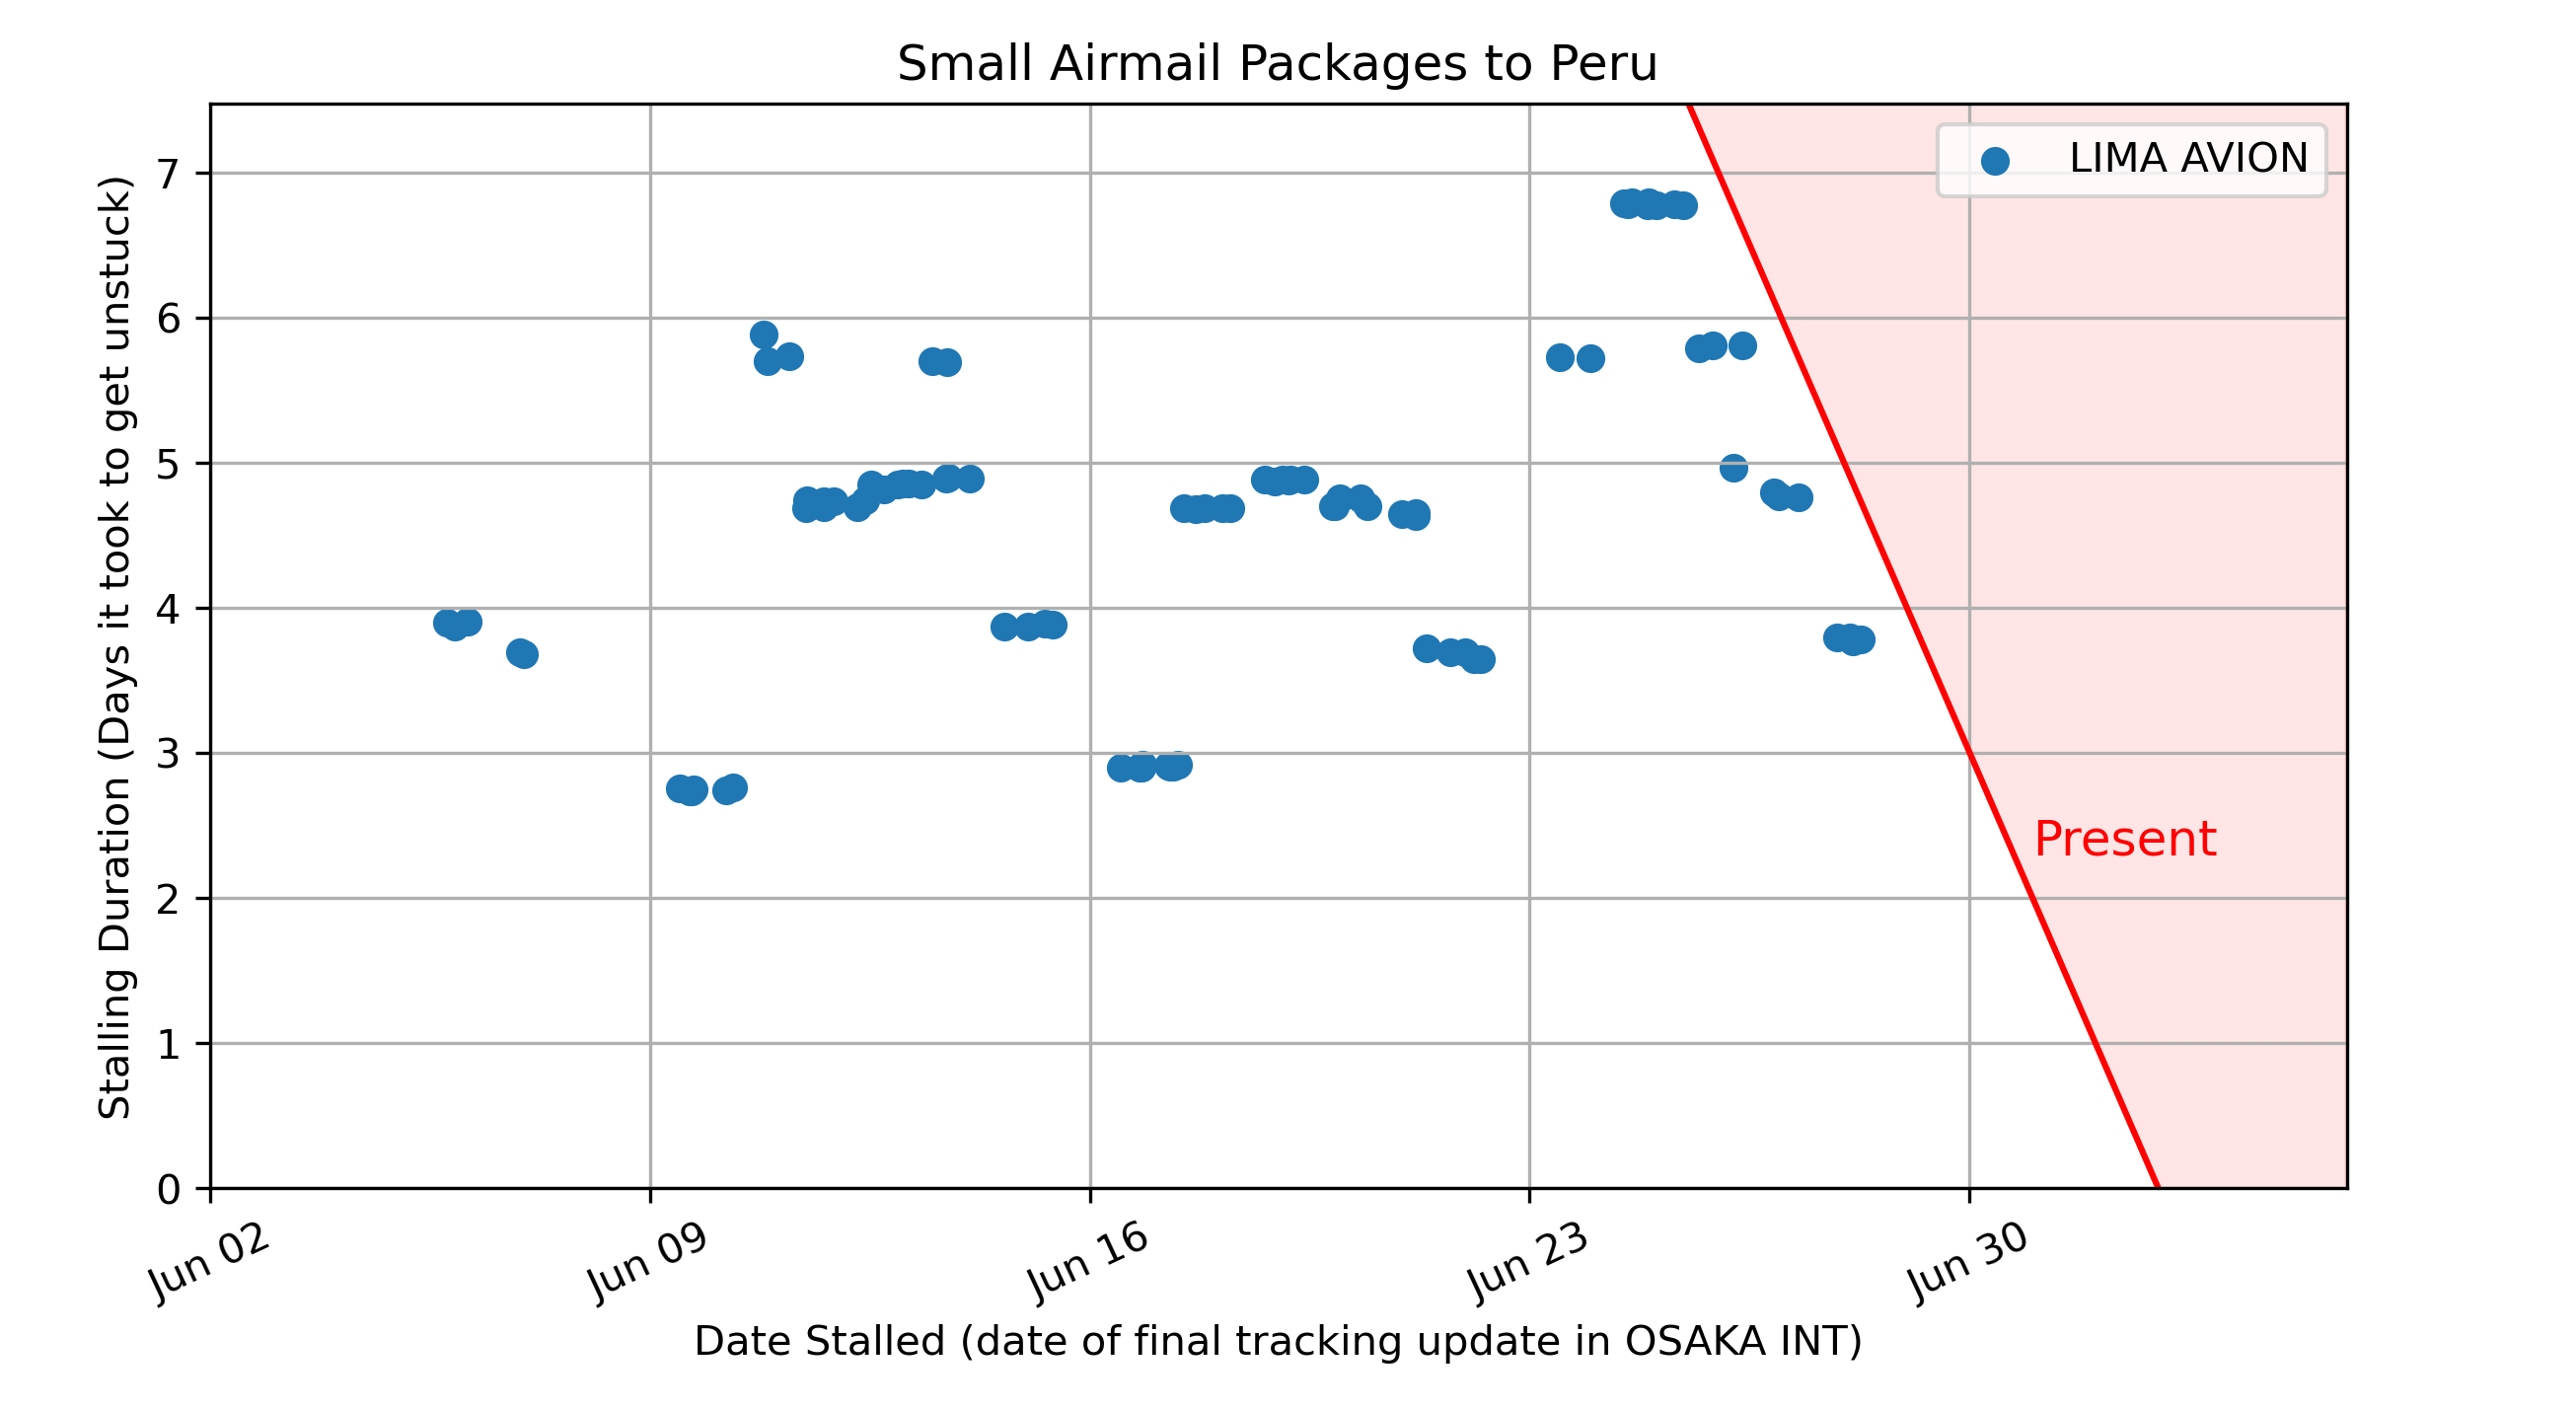 Small Airmail Packages to Peru
LIMA AVION
Stalling Duration (Days it took to get unstuck)
7
6
5
4
3
2
1
0
Present
Jun 02
Jun 09
Jun 16
Jun 23
Jun 30
Date Stalled (date of final tracking update in OSAKA INT)